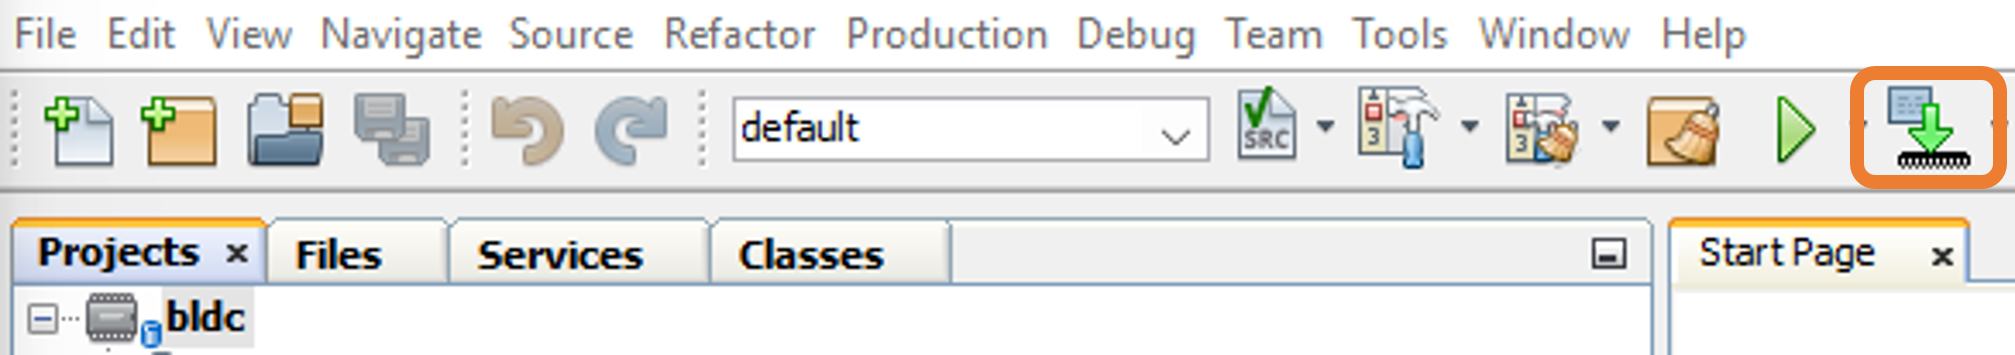 File Edit View Navigate Source Refactor Production Debug Team Tools Window Help
default SRC
Projects Files Services Classes Start Page
bldc